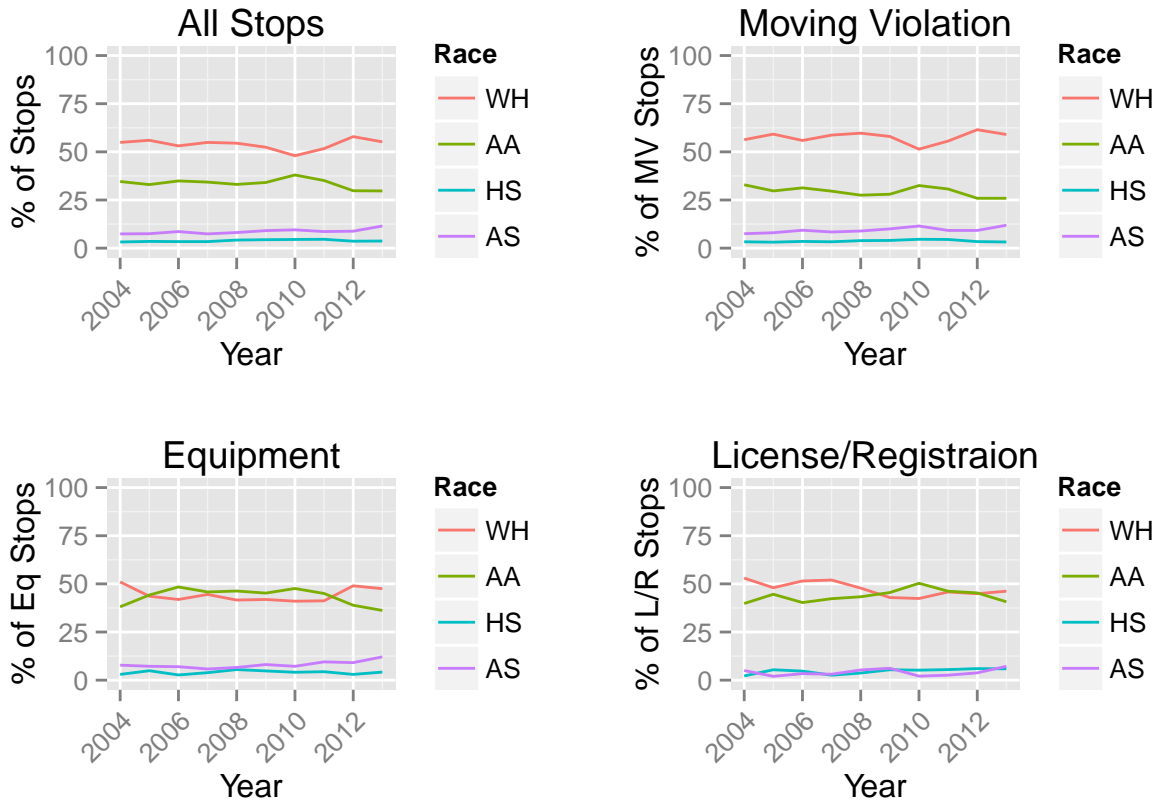 All Stops
% of Stops
100
75
50
25
0
2004
2006
2008
2010
2012
Year
Race
WH
AA
HS
AS
Moving Violation
% of MV Stops
100
75
50
25
0
2004
2006
2008
2010
2012
Year
Race
WH
AA
HS
AS
Equipment
% of Eq Stops
100
75
50
25
0
2004
2006
2008
2010
2012
Year
Race
WH
AA
HS
AS
License/Registraion
% of L/R Stops
100
75
50
25
0
2004
2006
2008
2010
2012
Year
Race
WH
AA
HS
AS